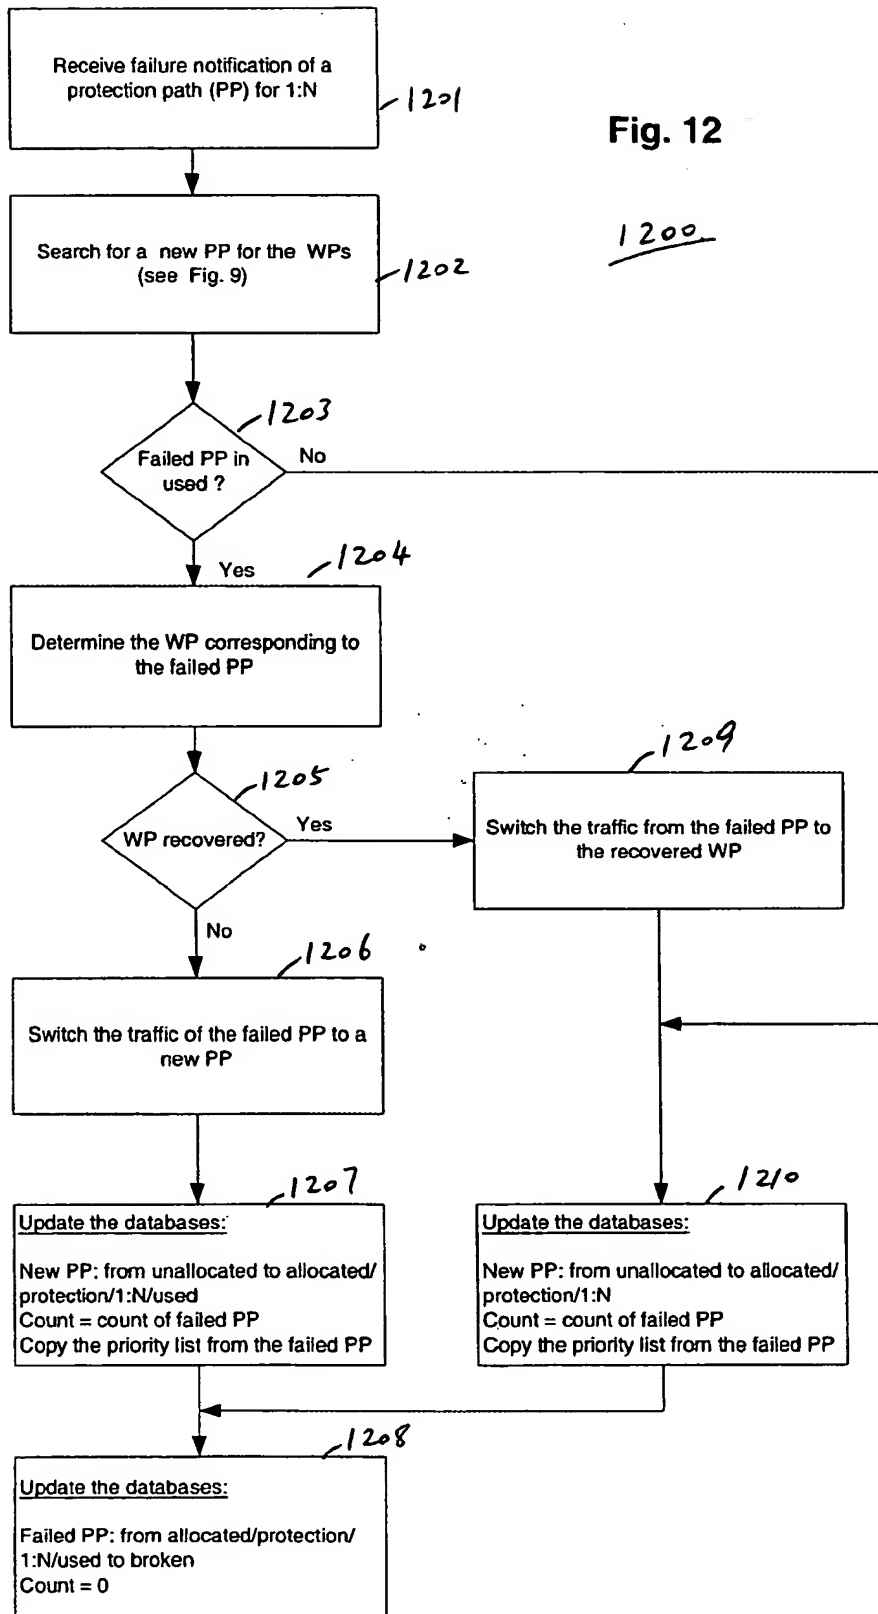 Receive failure notification of a
protection path (PP) for 1:N
1201
Fig. 12
1200
Search for a new PP for the WPs
(see Fig. 9)
1202
1203
Failed PP in
used ?
No
Yes
1204
Determine the WP corresponding to
the failed PP
1205
WP recovered?
Yes
1209
Switch the traffic from the failed PP to
the recovered WP
No
1206
Switch the traffic of the failed PP to a
new PP
1207
Update the databases:
New PP: from unallocated to allocated/
protection/1:N/used
Count = count of failed PP
Copy the priority list from the failed PP
1210
Update the databases:
New PP: from unallocated to allocated/
protection/1:N
Count = count of failed PP
Copy the priority list from the failed PP
1208
Update the databases:
Failed PP: from allocated/protection/
1:N/used to broken
Count = 0